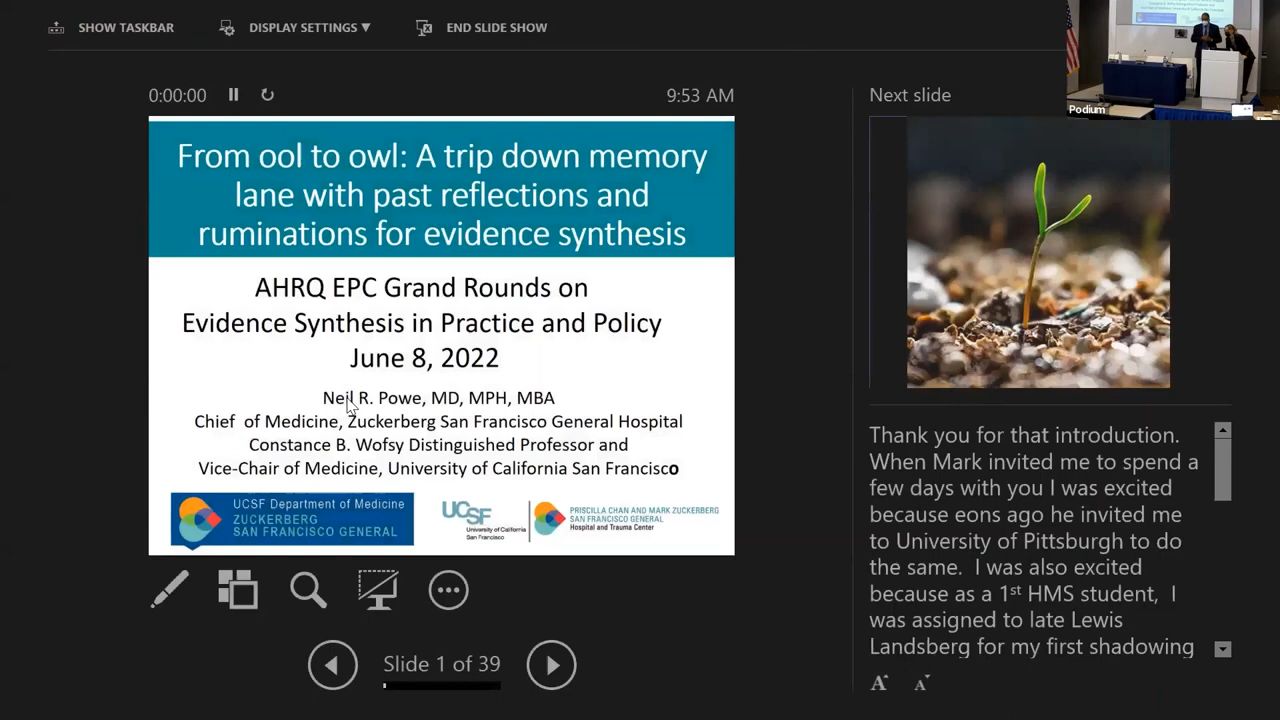 SHOW TASKBAR
DISPLAY SETTINGS ▼
END SLIDE SHOW
Podium
0:00:00
9:53 AM
From ool to owl: A trip down memory
lane with past reflections and
ruminations for evidence synthesis
AHRQ EPC Grand Rounds on
Evidence Synthesis in Practice and Policy
June 8, 2022
Neil R. Powe, MD, MPH, MBA
Chief of Medicine, Zuckerberg San Francisco General Hospital
Constance B. Wofsy Distinguished Professor and
Vice-Chair of Medicine, University of California San Francisco
UCSF Department of Medicine
ZUCKERBERG
SAN FRANCISCO GENERAL
UCSF
University of California
San Francisco
PRISCILLA CHAN AND MARK ZUCKERBERG
SAN FRANCISCO GENERAL
Hospital and Trauma Center
Slide 1 of 39
Next slide
Thank you for that introduction.
When Mark invited me to spend a
few days with you I was excited
because eons ago he invited me
to University of Pittsburgh to do
the same. I was also excited
because as a 1st HMS student, I
was assigned to late Lewis
Landsberg for my first shadowing
A A